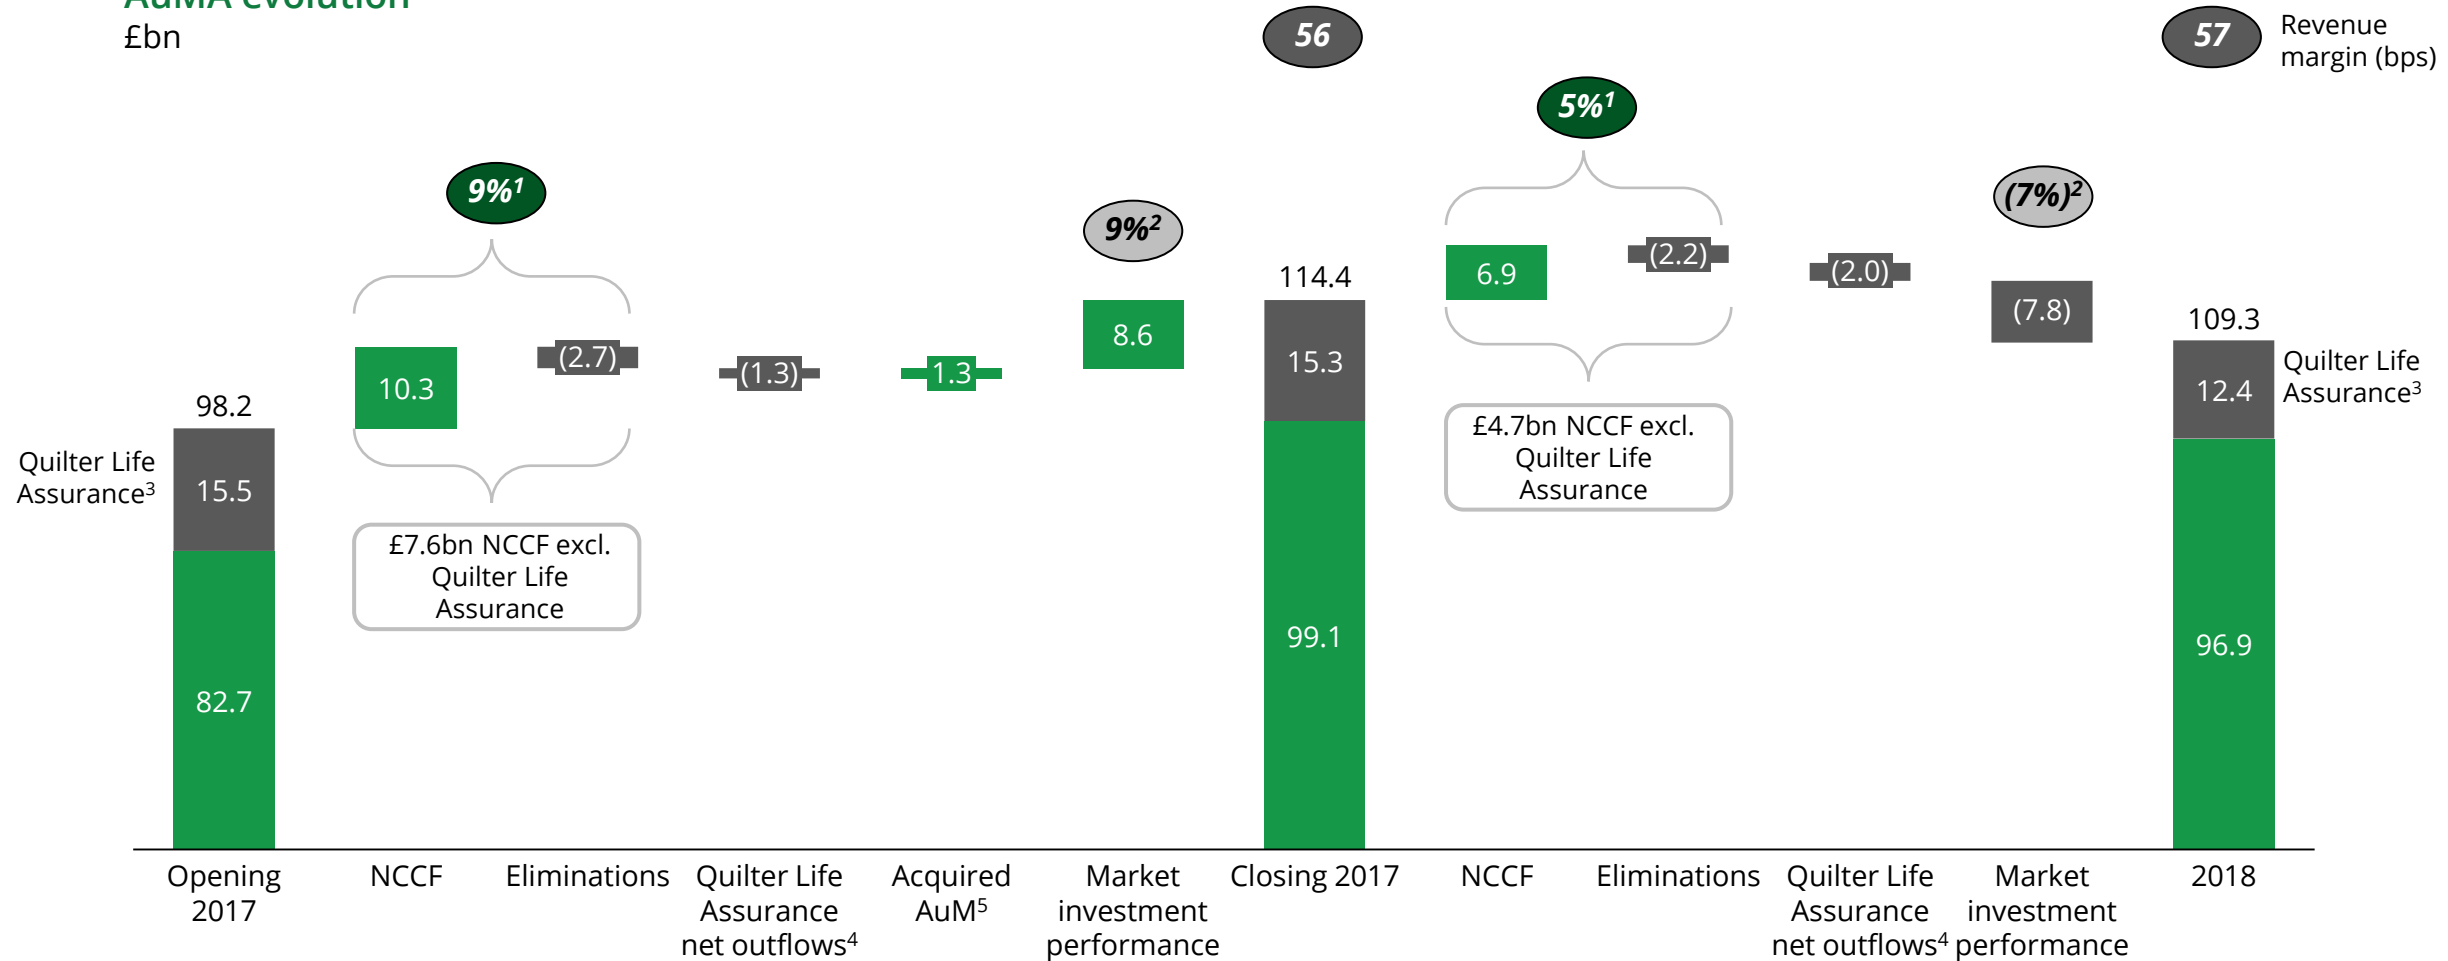 AuMA evolution
£bn
56
57
Revenue
margin (bps)
5%¹
9%¹
(7%)²
9%²
114.4
6.9
(2.2)
(2.0)
(7.8)
109.3
8.6
15.3
Quilter Life
Assurance³
12.4
(2.7)
(1.3)
1.3
10.3
98.2
£4.7bn NCCF excl.
Quilter Life
Assurance
Quilter Life
Assurance³
15.5
£7.6bn NCCF excl.
Quilter Life
Assurance
99.1
96.9
82.7
Opening
2017
NCCF
Eliminations
Quilter Life
Assurance
net outflows⁴
Acquired
AuM⁵
Market
investment
performance
Closing 2017
NCCF
Eliminations
Quilter Life
Assurance
net outflows⁴
Market
investment
performance
2018